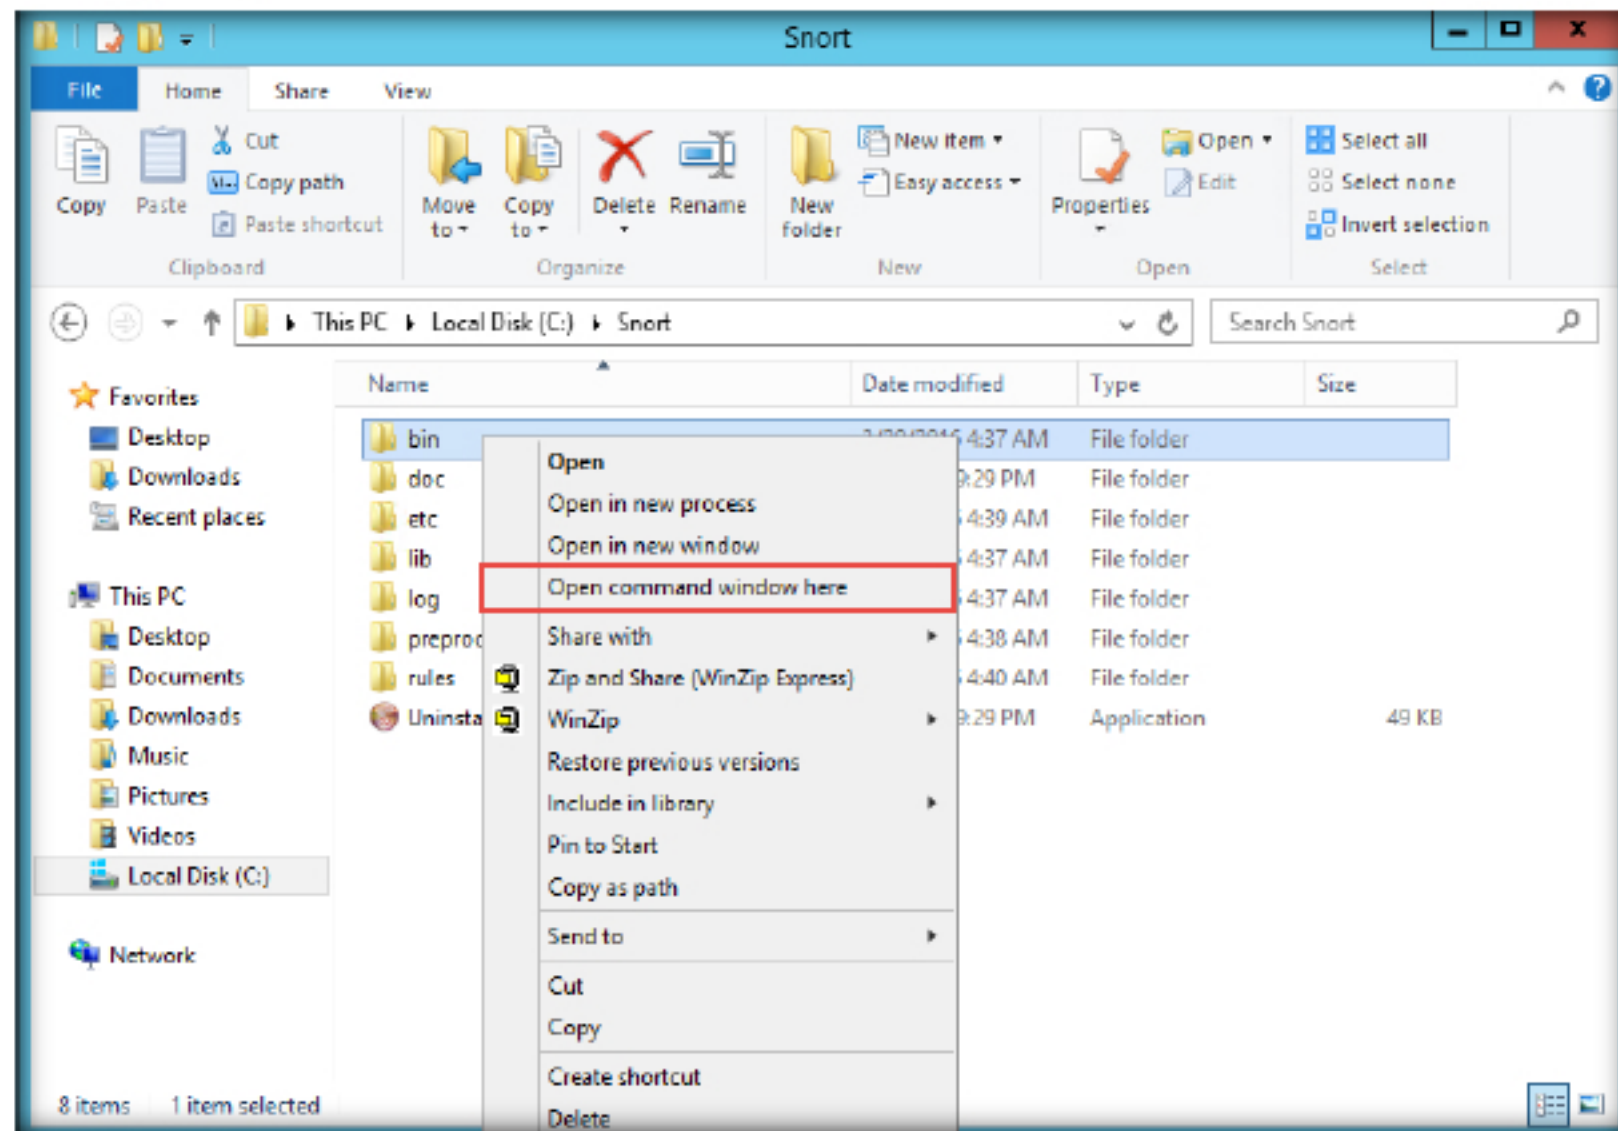 Snort
File Home Share View
Copy
Paste
Cut
Copy path
Paste shortcut
Clipboard
Move to
Copy to
Delete
Rename
Organize
New folder
New item
Easy access
New
Properties
Open
Edit
Open
Select all
Select none
Invert selection
Select
This PC Local Disk (C:) Snort
Search Snort
Favorites
Desktop
Downloads
Recent places
This PC
Desktop
Documents
Downloads
Music
Pictures
Videos
Local Disk (C:)
Network
Name Date modified Type Size
bin 4:37 AM File folder
doc 9:29 PM File folder
etc 4:39 AM File folder
lib 4:37 AM File folder
log 4:37 AM File folder
preproc 4:38 AM File folder
rules 4:40 AM File folder
Uninsta 9:29 PM Application 49 KB
Open
Open in new process
Open in new window
Open command window here
Share with
Zip and Share (WinZip Express)
WinZip
Restore previous versions
Include in library
Pin to Start
Copy as path
Send to
Cut
Copy
Create shortcut
Delete
8 items 1 item selected